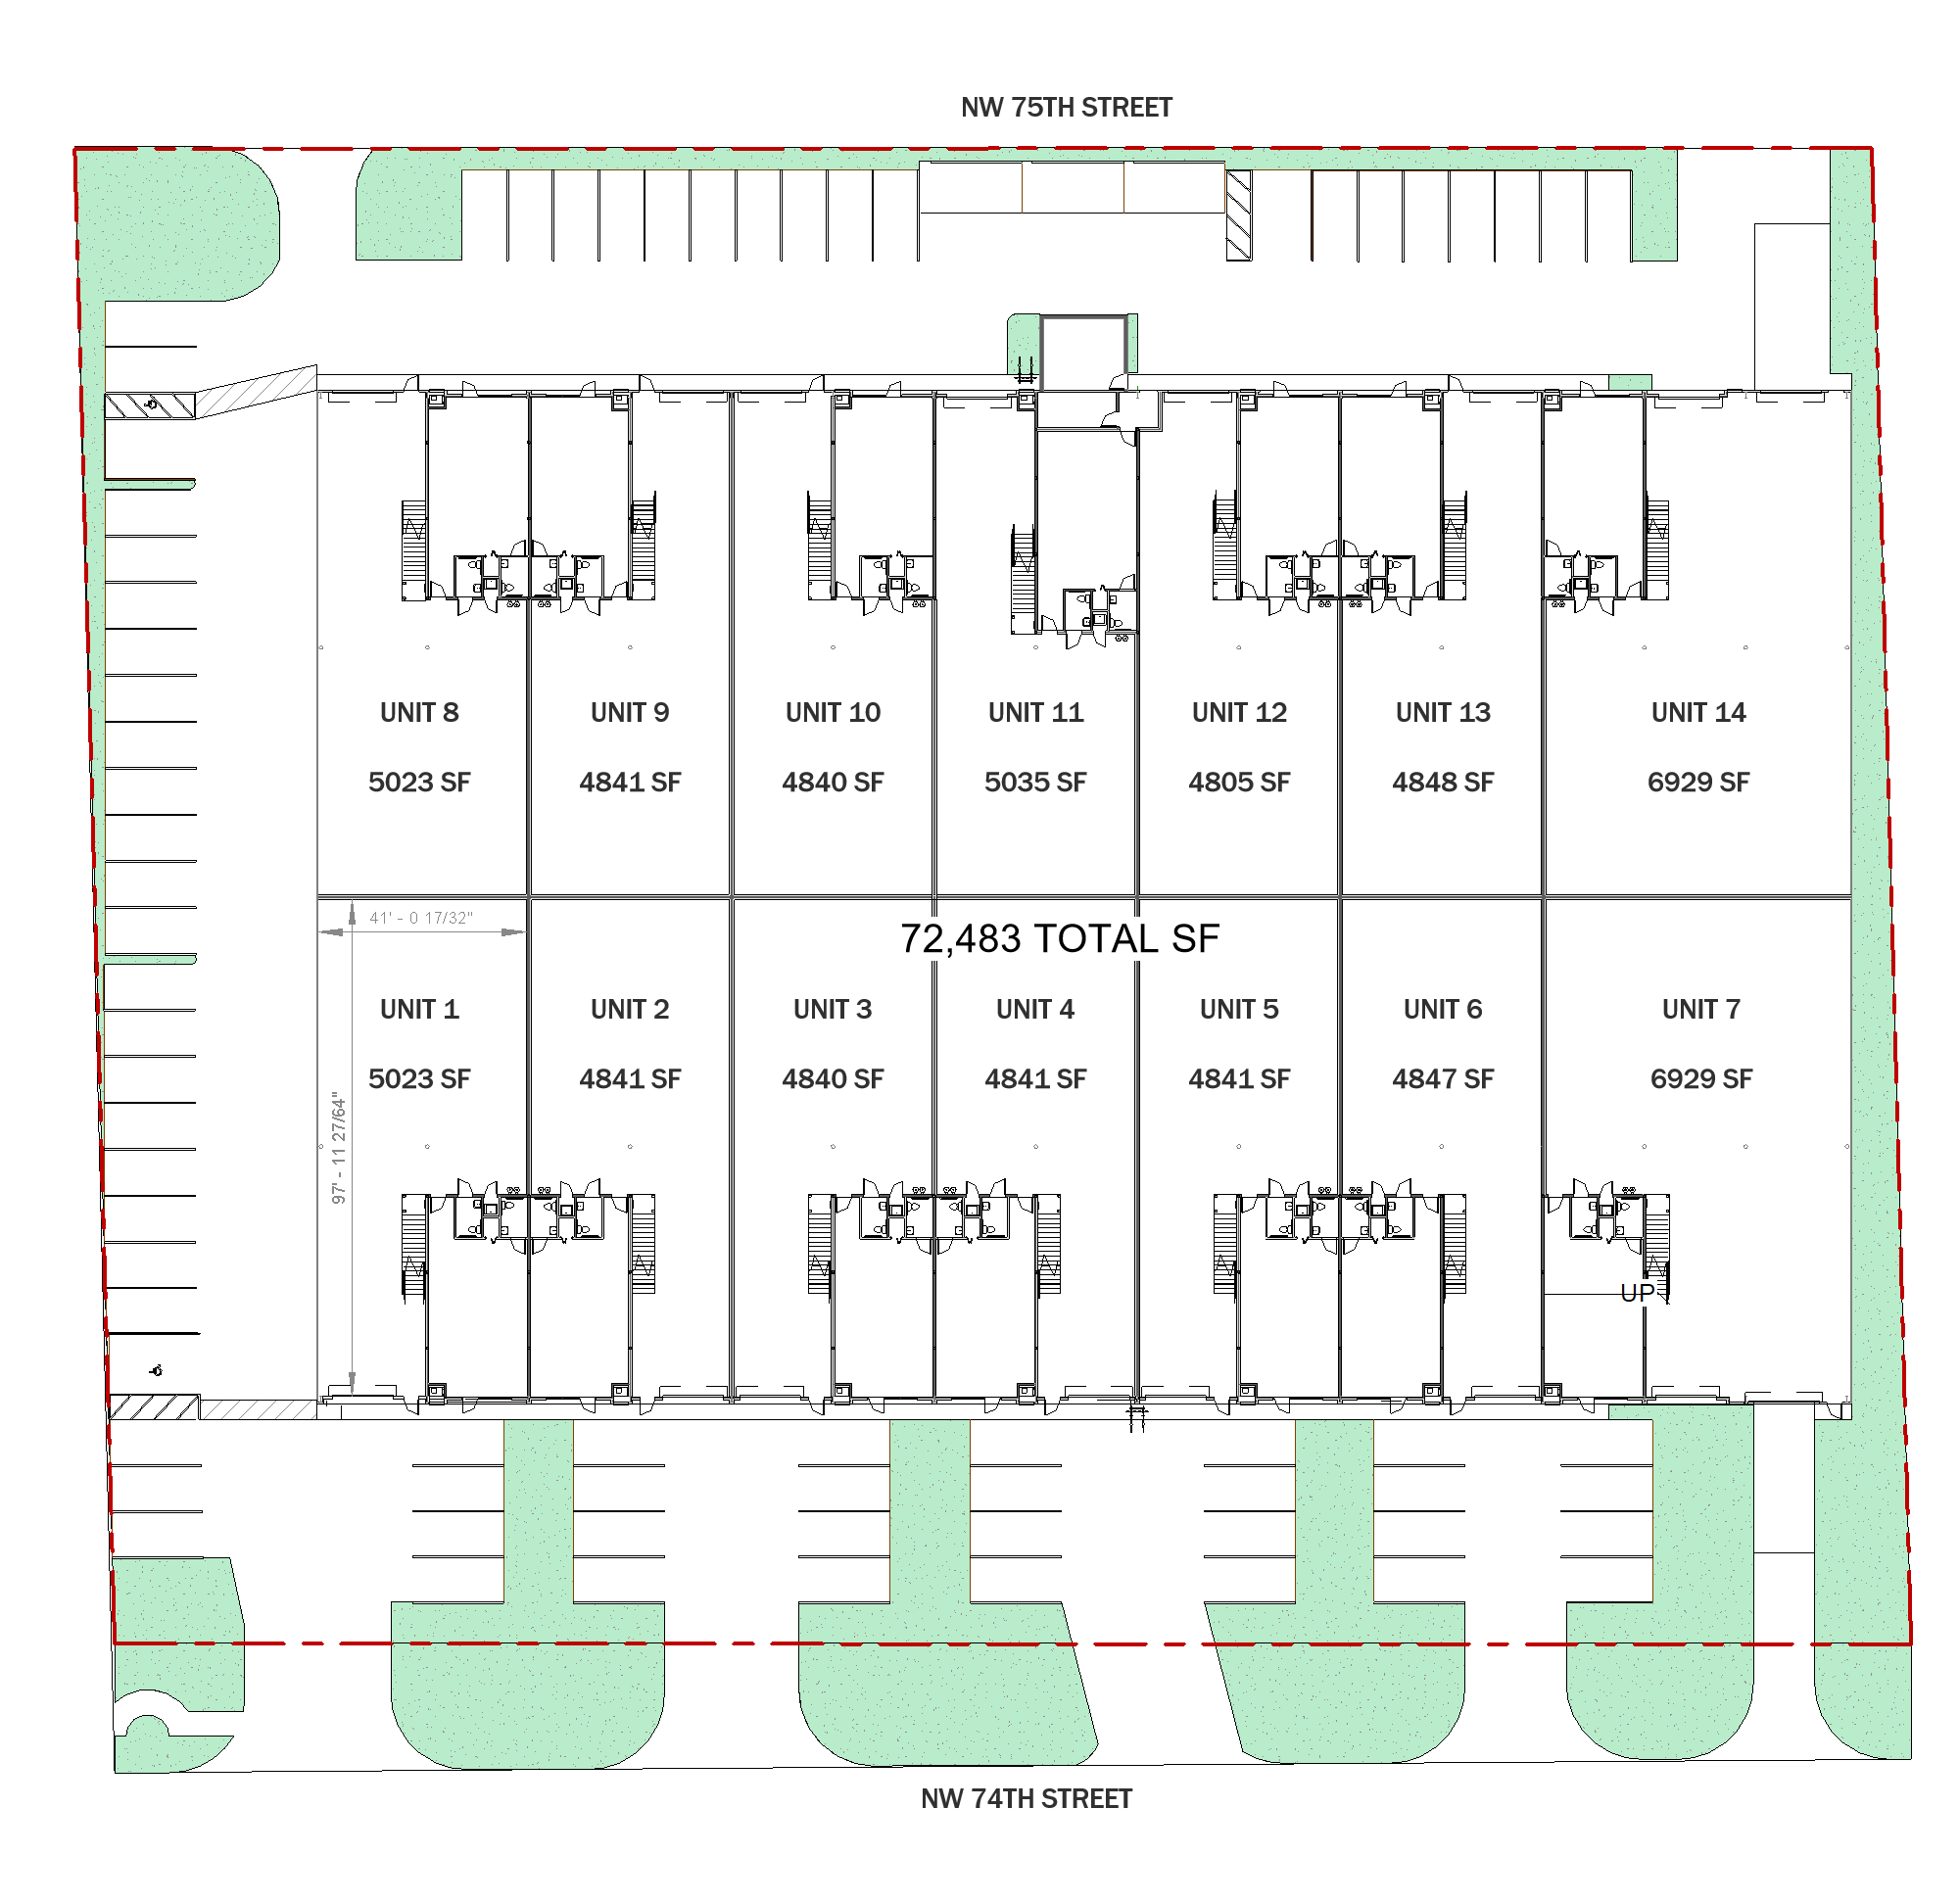 NW 75TH STREET
UNIT 8
UNIT 9
UNIT 10
UNIT 11
UNIT 12
UNIT 13
UNIT 14
5023 SF
4841 SF
4840 SF
5035 SF
4805 SF
4848 SF
6929 SF
41' - 0 17/32"
72,483 TOTAL SF
UNIT 1
UNIT 2
UNIT 3
UNIT 4
UNIT 5
UNIT 6
UNIT 7
5023 SF
4841 SF
4840 SF
4841 SF
4841 SF
4847 SF
6929 SF
97' - 11 27/64"
UP
NW 74TH STREET